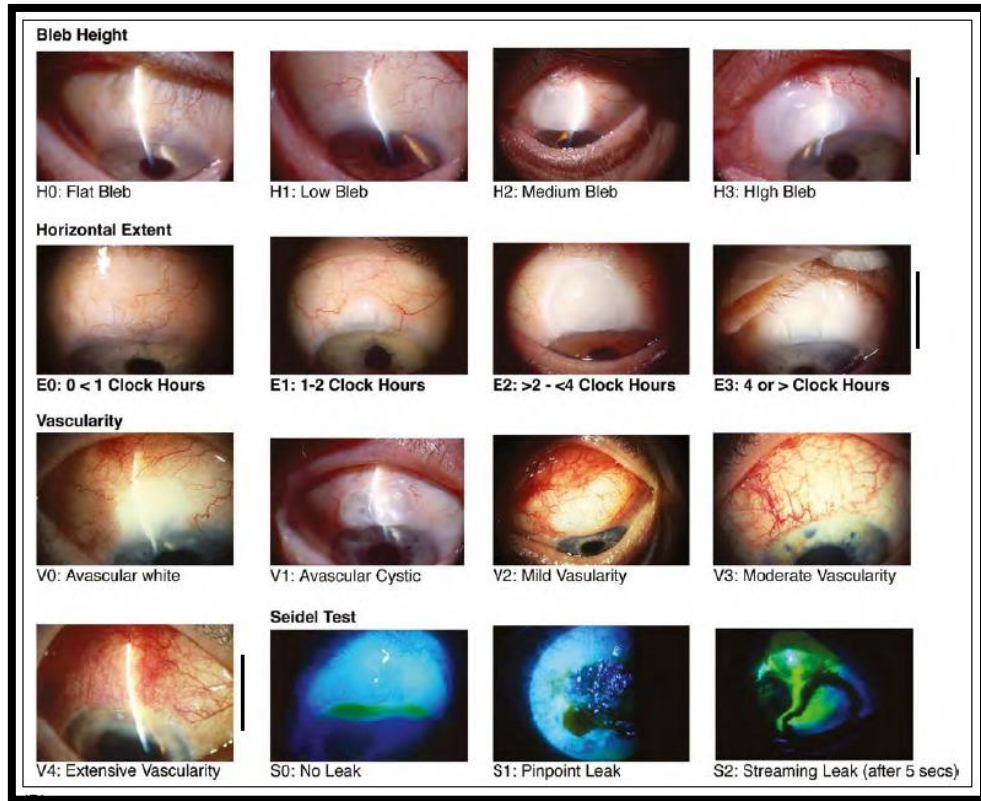 Bleb Height
H0: Flat Bleb
H1: Low Bleb
H2: Medium Bleb
H3: HIgh Bleb
Horizontal Extent
E0: 0 < 1 Clock Hours
E1: 1-2 Clock Hours
E2: >2 - <4 Clock Hours
E3: 4 or > Clock Hours
Vascularity
V0: Avascular white
V1: Avascular Cystic
V2: Mild Vasularity
V3: Moderate Vascularity
Seidel Test
V4: Extensive Vascularity
S0: No Leak
S1: Pinpoint Leak
S2: Streaming Leak (after 5 secs)